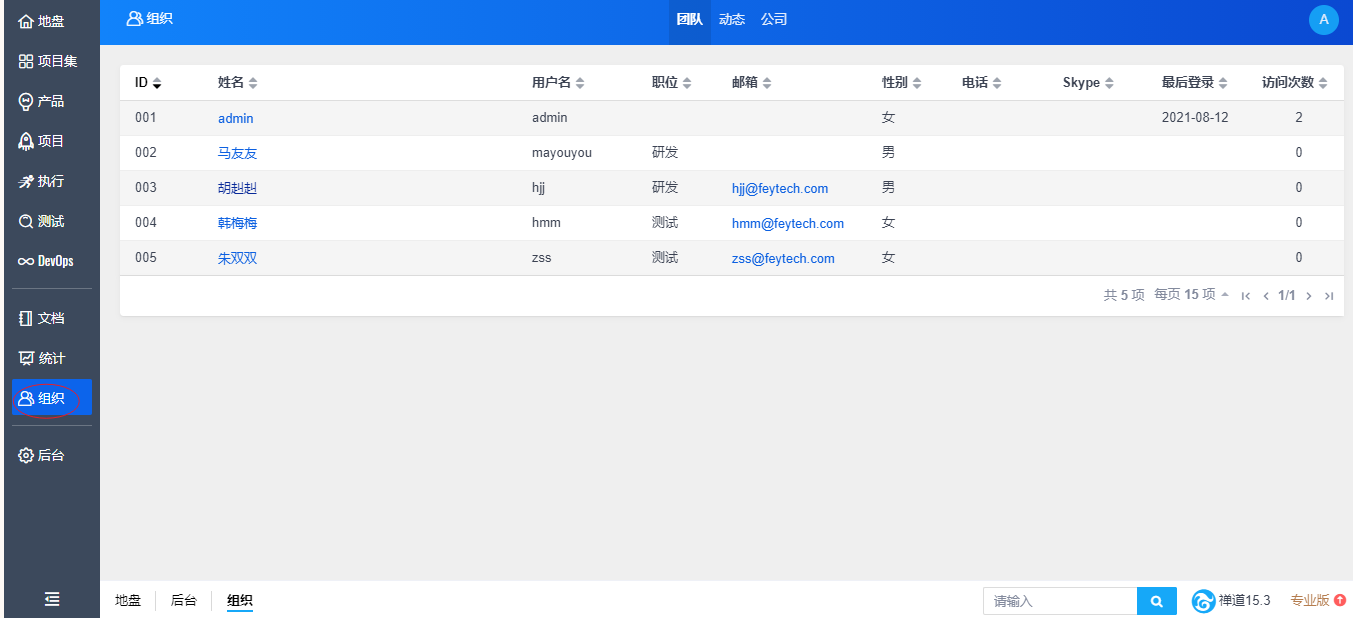 地盘
项目集
产品
项目
执行
测试
DevOps
文档
统计
组织
后台
组织
团队 动态 公司
A
ID 姓名 用户名 职位 邮箱 性别 电话 Skype 最后登录 访问次数
001 admin admin 女 2021-08-12 2
002 马友友 mayouyou 研发 男 0
003 胡赳赳 hjj 研发 hjj@feytech.com 男 0
004 韩梅梅 hmm 测试 hmm@feytech.com 女 0
005 朱双双 zss 测试 zss@feytech.com 女 0
共 5 项 每页 15 项 1/1
地盘 后台 组织 请输入 禅道15.3 专业版